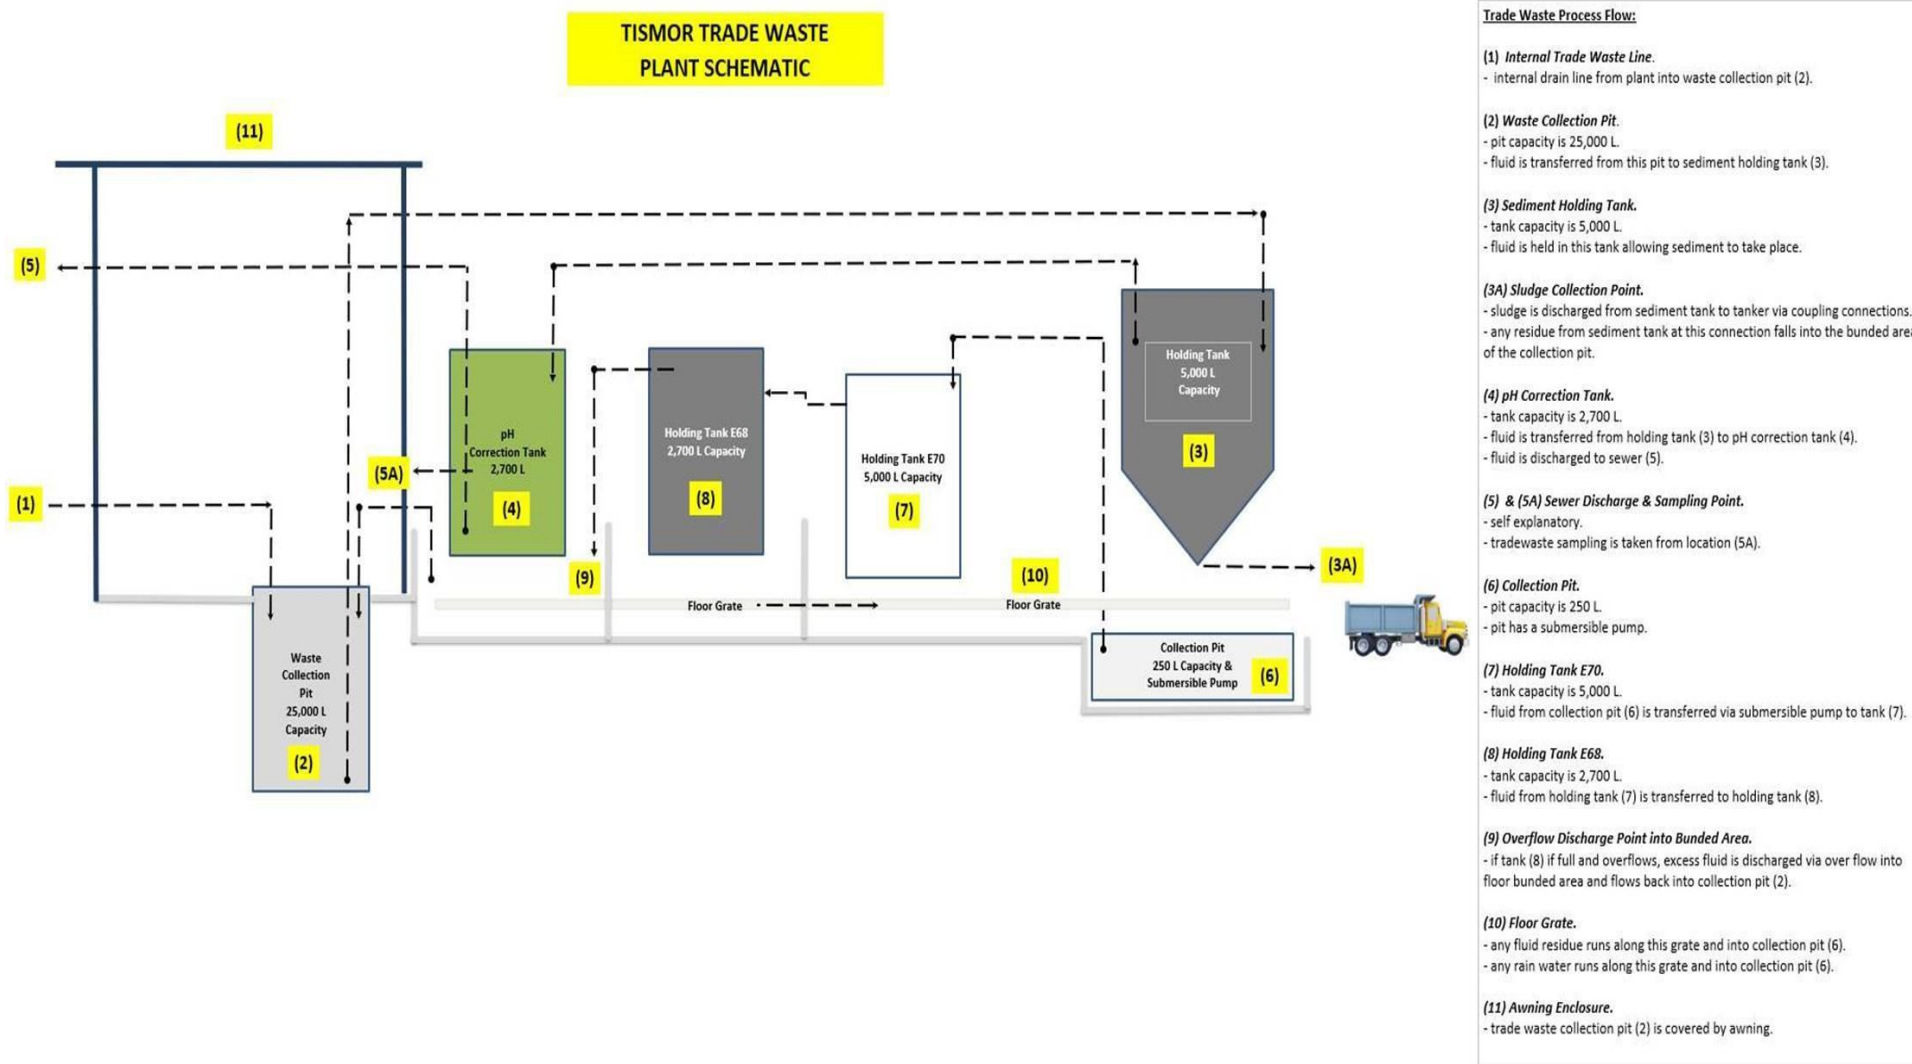 TISMOR TRADE WASTE
PLANT SCHEMATIC
(11)
(5)
(1)
(5A)
pH
Correction Tank
2,700 L
(4)
Holding Tank E68
2,700 L Capacity
(8)
Holding Tank E70
5,000 L Capacity
(7)
Holding Tank
5,000 L
Capacity
(3)
(3A)
(9)
(10)
Floor Grate
Floor Grate
Waste
Collection
Pit
25,000 L
Capacity
(2)
Collection Pit
250 L Capacity &
Submersible Pump
(6)
Trade Waste Process Flow:
(1) Internal Trade Waste Line.
- internal drain line from plant into waste collection pit (2).
(2) Waste Collection Pit.
- pit capacity is 25,000 L.
- fluid is transferred from this pit to sediment holding tank (3).
(3) Sediment Holding Tank.
- tank capacity is 5,000 L.
- fluid is held in this tank allowing sediment to take place.
(3A) Sludge Collection Point.
- sludge is discharged from sediment tank to tanker via coupling connections.
- any residue from sediment tank at this connection falls into the bunded area
of the collection pit.
(4) pH Correction Tank.
- tank capacity is 2,700 L.
- fluid is transferred from holding tank (3) to pH correction tank (4).
- fluid is discharged to sewer (5).
(5) & (5A) Sewer Discharge & Sampling Point.
- self explanatory.
- tradewaste sampling is taken from location (5A).
(6) Collection Pit.
- pit capacity is 250 L.
- pit has a submersible pump.
(7) Holding Tank E70.
- tank capacity is 5,000 L.
- fluid from collection pit (6) is transferred via submersible pump to tank (7).
(8) Holding Tank E68.
- tank capacity is 2,700 L.
- fluid from holding tank (7) is transferred to holding tank (8).
(9) Overflow Discharge Point into Bunded Area.
- if tank (8) if full and overflows, excess fluid is discharged via over flow into
floor bunded area and flows back into collection pit (2).
(10) Floor Grate.
- any fluid residue runs along this grate and into collection pit (6).
- any rain water runs along this grate and into collection pit (6).
(11) Awning Enclosure.
- trade waste collection pit (2) is covered by awning.